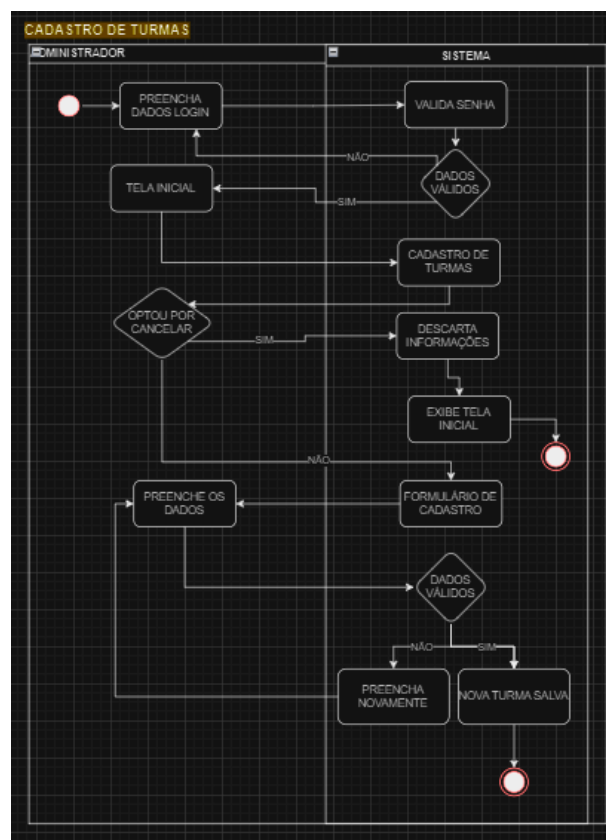 CADASTRO DE TURMAS
DMINISTRADOR
SISTEMA
PREENCHA
DADOS LOGIN
VALIDA SENHA
NÃO
DADOS
VÁLIDOS
TELA INICIAL
SIM
CADASTRO DE
TURMAS
OPTOU POR
CANCELAR
SIM
DESCARTA
INFORMAÇÕES
EXIBE TELA
INICIAL
NÃO
PREENCHE OS
DADOS
FORMULÁRIO DE
CADASTRO
DADOS
VÁLIDOS
NÃO
SIM
PREENCHA
NOVAMENTE
NOVA TURMA SALVA